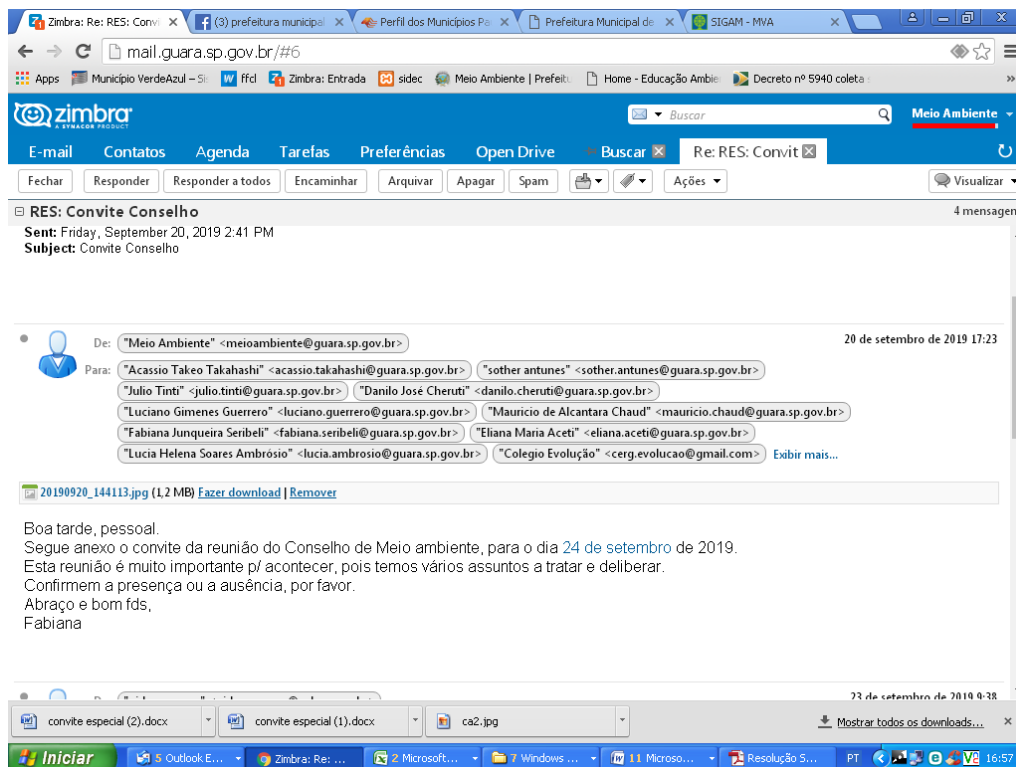 Zimbra: Re: RES: Convi
(3) prefeitura municipal
Perfil dos Municípios Pa
Prefeitura Municipal de
SIGAM - MVA
mail.guara.sp.gov.br/#6
Apps
Município VerdeAzul – Si
ffcl
Zimbra: Entrada
sidec
Meio Ambiente | Prefeitu
Home - Educação Ambie
Decreto nº 5940 coleta
»
zimbra
A SYNACOR PRODUCT
Buscar
Meio Ambiente
E-mail
Contatos
Agenda
Tarefas
Preferências
Open Drive
Buscar
Re: RES: Convit
Fechar
Responder
Responder a todos
Encaminhar
Arquivar
Apagar
Spam
Ações
Visualizar
RES: Convite Conselho
4 mensagen
Sent: Friday, September 20, 2019 2:41 PM
Subject: Convite Conselho
De: "Meio Ambiente" <meioambiente@guara.sp.gov.br>
20 de setembro de 2019 17:23
Para: "Acassio Takeo Takahashi" <acassio.takahashi@guara.sp.gov.br> "sother antunes" <sother.antunes@guara.sp.gov.br>
"Julio Tinti" <julio.tinti@guara.sp.gov.br> "Danilo José Cheruti" <danilo.cheruti@guara.sp.gov.br>
"Luciano Gimenes Guerrero" <luciano.guerrero@guara.sp.gov.br> "Mauricio de Alcantara Chaud" <mauricio.chaud@guara.sp.gov.br>
"Fabiana Junqueira Seribeli" <fabiana.seribeli@guara.sp.gov.br> "Eliana Maria Aceti" <eliana.aceti@guara.sp.gov.br>
"Lucia Helena Soares Ambrósio" <lucia.ambrosio@guara.sp.gov.br> "Colegio Evolução" <cerg.evolucao@gmail.com> Exibir mais...
20190920_144113.jpg (1,2 MB) Fazer download | Remover
Boa tarde, pessoal.
Segue anexo o convite da reunião do Conselho de Meio ambiente, para o dia 24 de setembro de 2019.
Esta reunião é muito importante p/ acontecer, pois temos vários assuntos a tratar e deliberar.
Confirmem a presença ou a ausência, por favor.
Abraço e bom fds,
Fabiana
23 de setembro de 2019 9:38
convite especial (2).docx
convite especial (1).docx
ca2.jpg
Mostrar todos os downloads...
Iniciar
5 Outlook E...
Zimbra: Re: ...
2 Microsoft...
7 Windows ...
11 Microso...
Resolução S...
PT
16:57